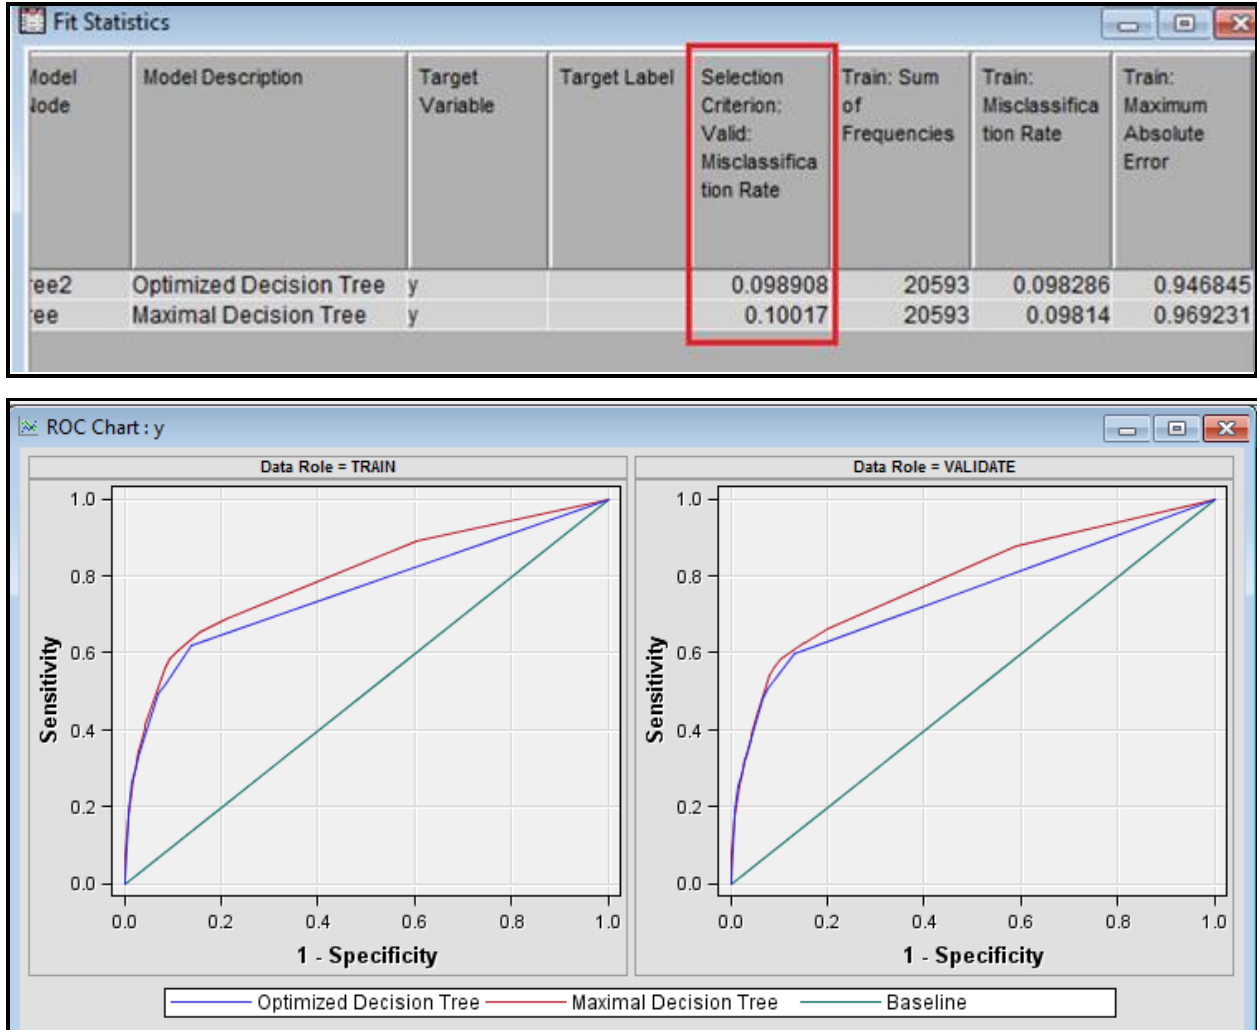 Fit Statistics
Model Node
Model Description
Target Variable
Target Label
Selection Criterion: Valid: Misclassifica tion Rate
Train: Sum of Frequencies
Train: Misclassifica tion Rate
Train: Maximum Absolute Error
ree2 Optimized Decision Tree y 0.098908 20593 0.098286 0.946845
ree Maximal Decision Tree y 0.10017 20593 0.09814 0.969231
ROC Chart : y
Data Role = TRAIN
Data Role = VALIDATE
Sensitivity
1.0
0.8
0.6
0.4
0.2
0.0
0.0 0.2 0.4 0.6 0.8 1.0
1 - Specificity
Sensitivity
1.0
0.8
0.6
0.4
0.2
0.0
0.0 0.2 0.4 0.6 0.8 1.0
1 - Specificity
Optimized Decision Tree Maximal Decision Tree Baseline